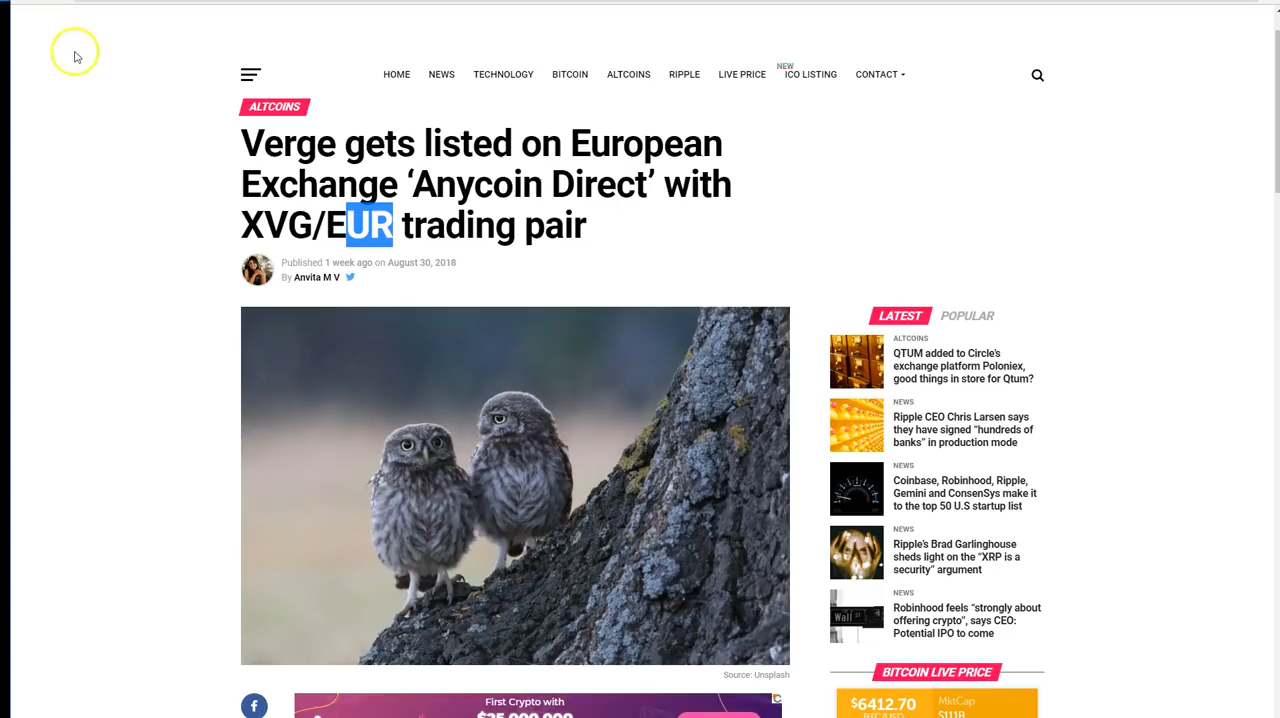 HOME NEWS TECHNOLOGY BITCOIN ALTCOINS RIPPLE LIVE PRICE NEW ICO LISTING CONTACT
ALTCOINS
Verge gets listed on European
Exchange ‘Anycoin Direct’ with
XVG/EUR trading pair
Published 1 week ago on August 30, 2018
By Anvita M V
Source: Unsplash
First Crypto with
LATEST POPULAR
ALTCOINS
QTUM added to Circle’s
exchange platform Poloniex,
good things in store for Qtum?
NEWS
Ripple CEO Chris Larsen says
they have signed “hundreds of
banks” in production mode
NEWS
Coinbase, Robinhood, Ripple,
Gemini and ConsenSys make it
to the top 50 U.S startup list
NEWS
Ripple’s Brad Garlinghouse
sheds light on the “XRP is a
security” argument
Wall
NEWS
Robinhood feels “strongly about
offering crypto”, says CEO:
Potential IPO to come
BITCOIN LIVE PRICE
$6412.70 MktCap
BTC/USD $111B